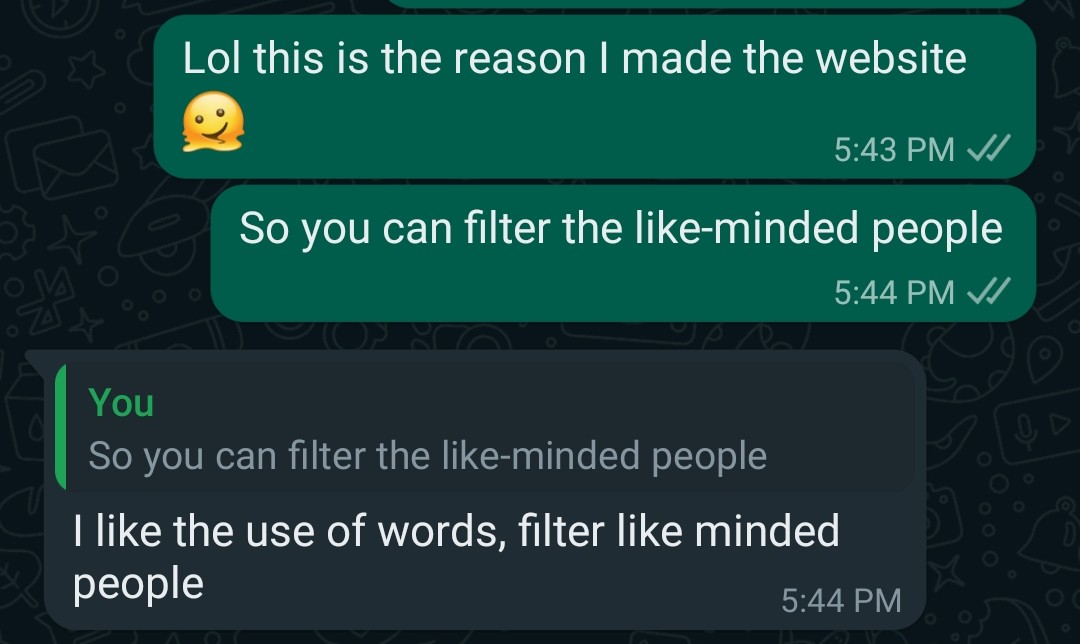 Lol this is the reason I made the website
🫠
5:43 PM
So you can filter the like-minded people
5:44 PM
You
So you can filter the like-minded people
I like the use of words, filter like minded
people
5:44 PM